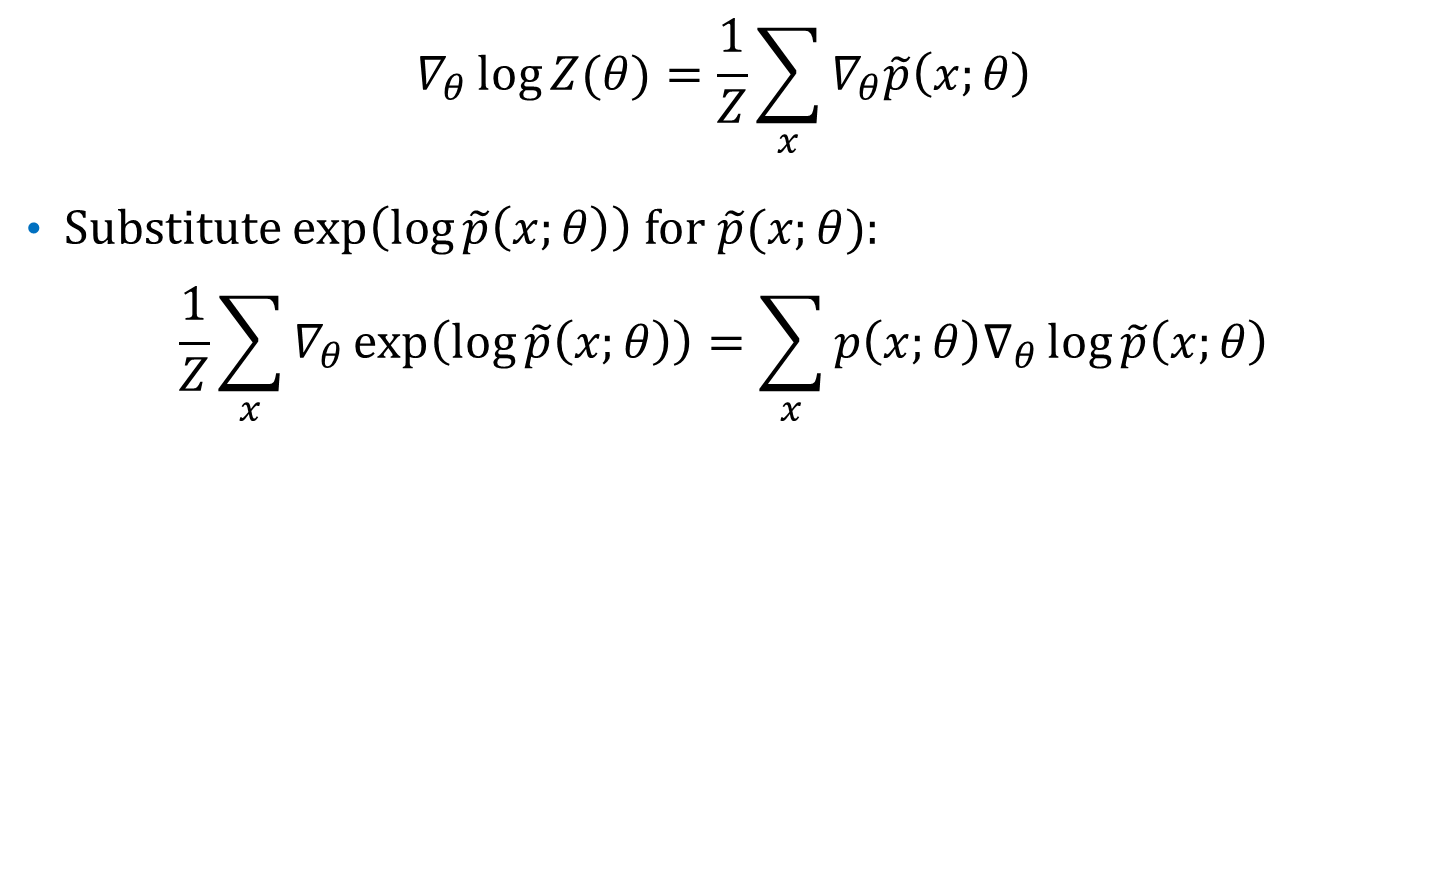 ∇_θ log Z(θ) = 1/Z ∑_x ∇_θ p̃(x; θ)
• Substitute exp(log p̃(x; θ)) for p̃(x; θ):
1/Z ∑_x ∇_θ exp(log p̃(x; θ)) = ∑_x p(x; θ)∇_θ log p̃(x; θ)